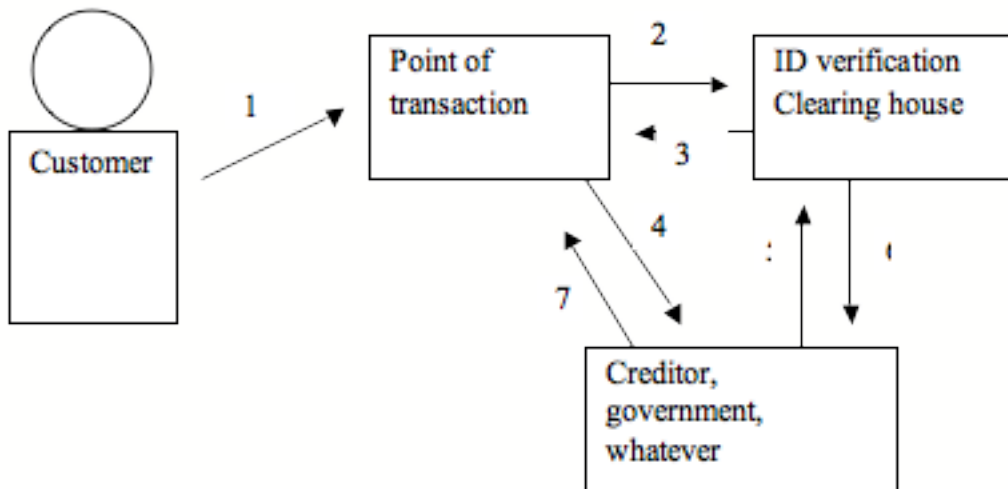 Customer
1
Point of
transaction
2
3
ID verification
Clearing house
4
7
Creditor,
government,
whatever